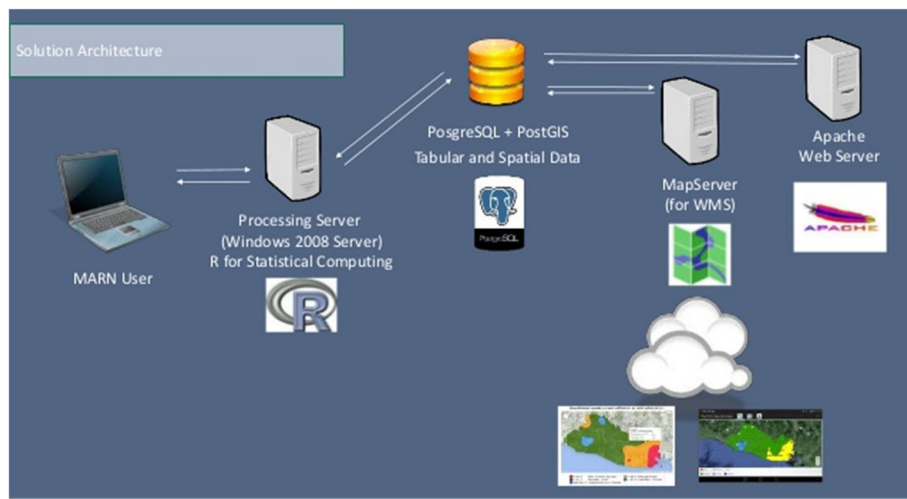 Solution Architecture
PosgreSQL + PostGIS
Tabular and Spatial Data
PostgreSQL
Apache
Web Server
APACHE
MapServer
(for WMS)
Processing Server
(Windows 2008 Server)
R for Statistical Computing
R
MARN User